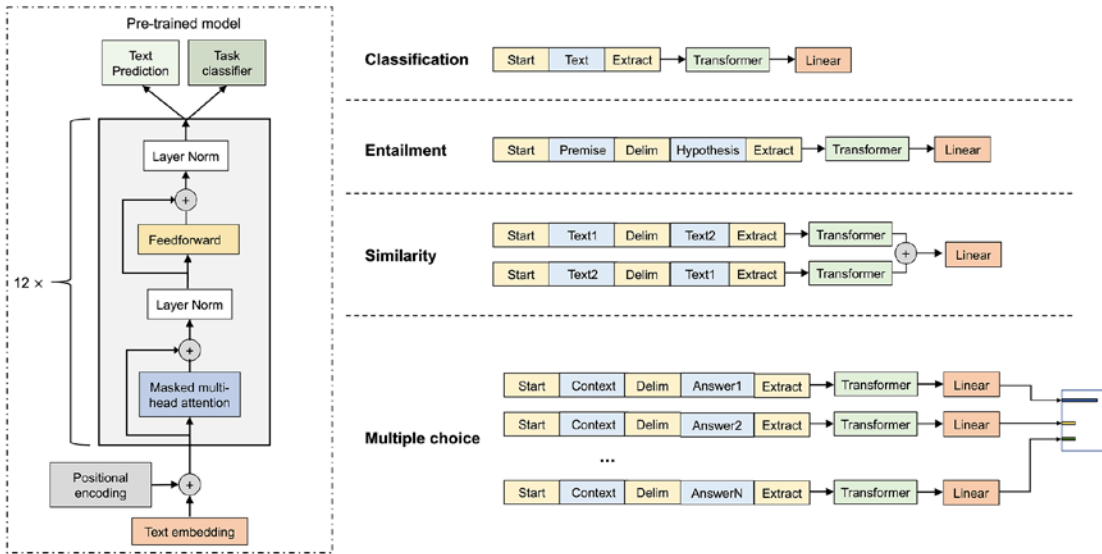 Pre-trained model
Text
Prediction
Task
classifier
Layer Norm
+
Feedforward
12 ×
Layer Norm
+
Masked multi-
head attention
Positional
encoding
+
Text embedding
Classification
Start Text Extract Transformer Linear
Entailment
Start Premise Delim Hypothesis Extract Transformer Linear
Similarity
Start Text1 Delim Text2 Extract Transformer
+ Linear
Start Text2 Delim Text1 Extract Transformer
Multiple choice
Start Context Delim Answer1 Extract Transformer Linear
Start Context Delim Answer2 Extract Transformer Linear
...
Start Context Delim AnswerN Extract Transformer Linear